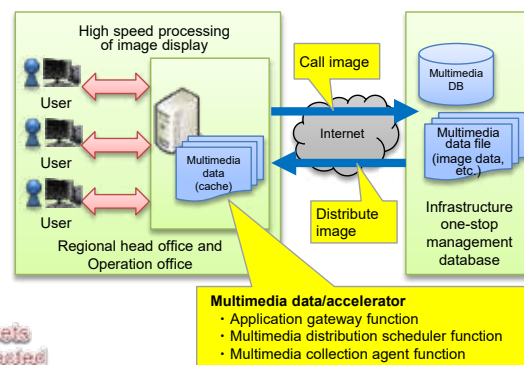 High speed processing
of image display
User
User
User
Multimedia
data
(cache)
Regional head office and
Operation office
Call image
Internet
Distribute
image
Multimedia
DB
Multimedia
data file
(image data,
etc.)
Infrastructure
one-stop
management
database
Multimedia data/accelerator
・Application gateway function
・Multimedia distribution scheduler function
・Multimedia collection agent function